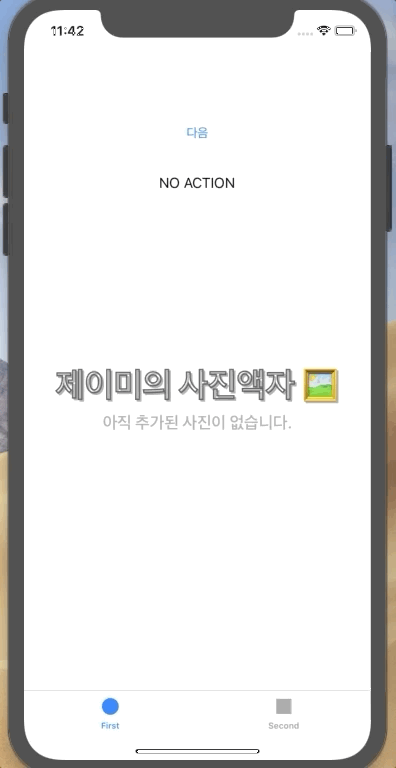 11:42
다음
NO ACTION
제이미의 사진액자 🖼️
아직 추가된 사진이 없습니다.
First
Second